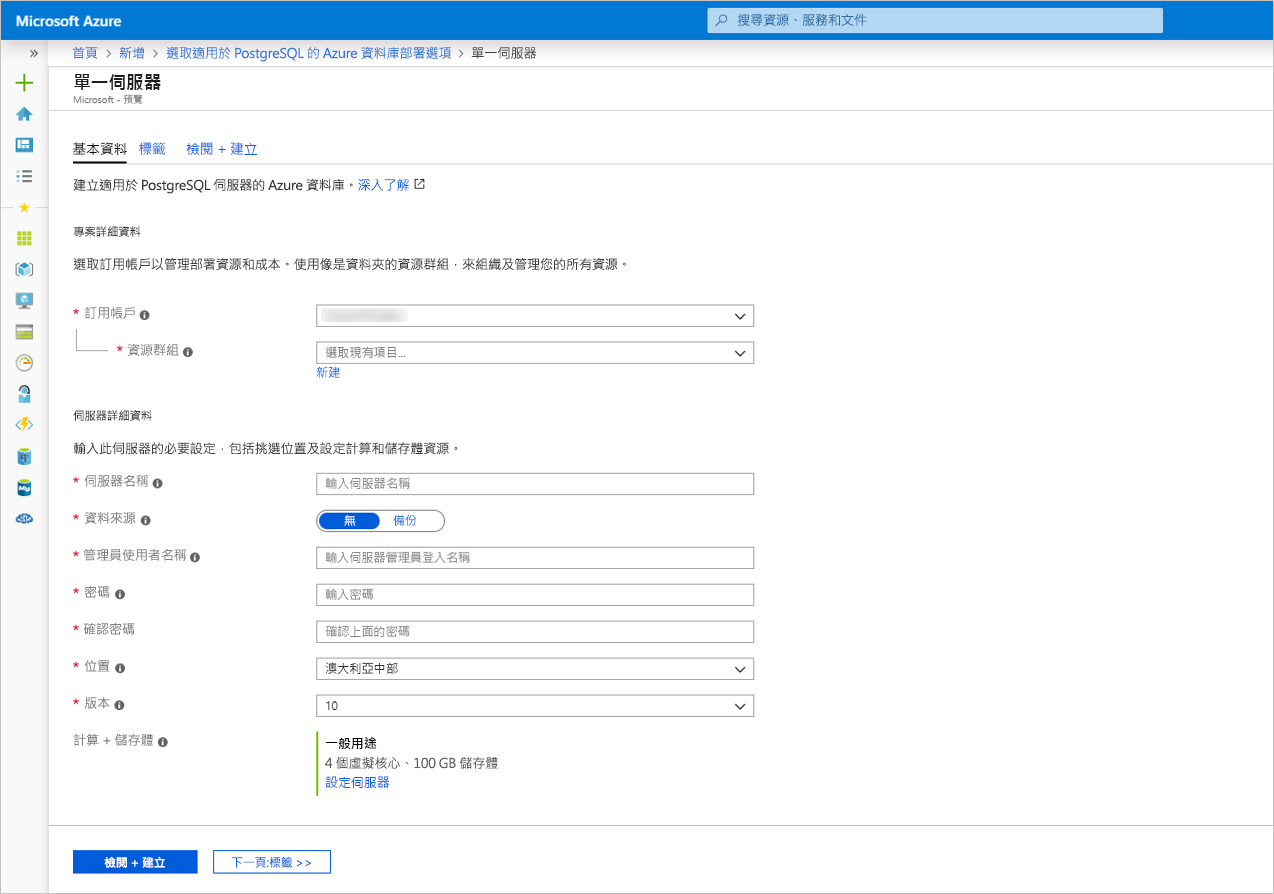 Microsoft Azure
搜尋資源、服務和文件
首頁 > 新增 > 選取適用於 PostgreSQL 的 Azure 資料庫部署選項 > 單一伺服器
單一伺服器
Microsoft - 預覽
基本資料 標籤 檢閱 + 建立
建立適用於 PostgreSQL 伺服器的 Azure 資料庫。深入了解
專案詳細資料
選取訂用帳戶以管理部署資源和成本。使用像是資料夾的資源群組，來組織及管理您的所有資源。
* 訂用帳戶
* 資源群組 選取現有項目...
新建
伺服器詳細資料
輸入此伺服器的必要設定，包括挑選位置及設定計算和儲存體資源。
* 伺服器名稱 輸入伺服器名稱
* 資料來源 無 備份
* 管理員使用者名稱 輸入伺服器管理員登入名稱
* 密碼 輸入密碼
* 確認密碼 確認上面的密碼
* 位置 澳大利亞中部
* 版本 10
計算 + 儲存體 一般用途
4 個虛擬核心、100 GB 儲存體
設定伺服器
檢閱 + 建立 下一頁:標籤 >>